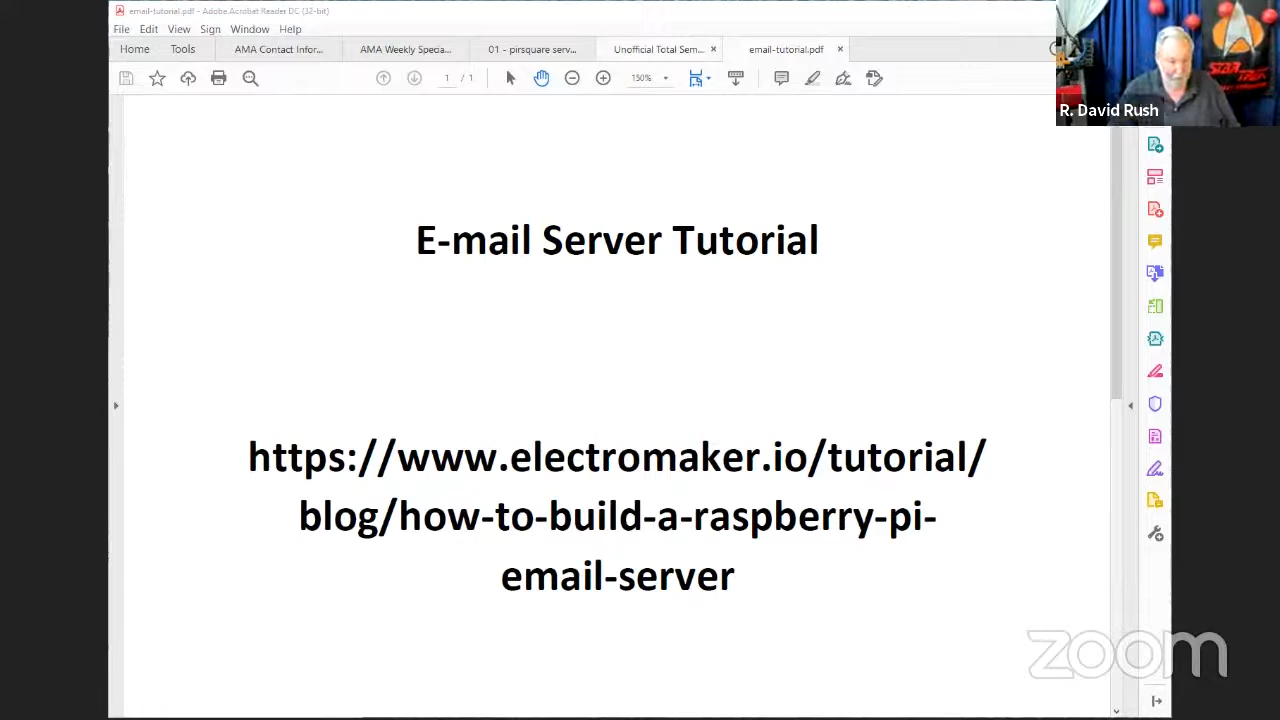 email-tutorial.pdf - Adobe Acrobat Reader DC (32-bit)
File Edit View Sign Window Help
Home Tools AMA Contact Infor... AMA Weekly Specia... 01 - pirsquare serv... Unofficial Total Sem... × email-tutorial.pdf ×
1 / 1 150%
STAR TREK
R. David Rush
E-mail Server Tutorial
https://www.electromaker.io/tutorial/
blog/how-to-build-a-raspberry-pi-
email-server
zoom